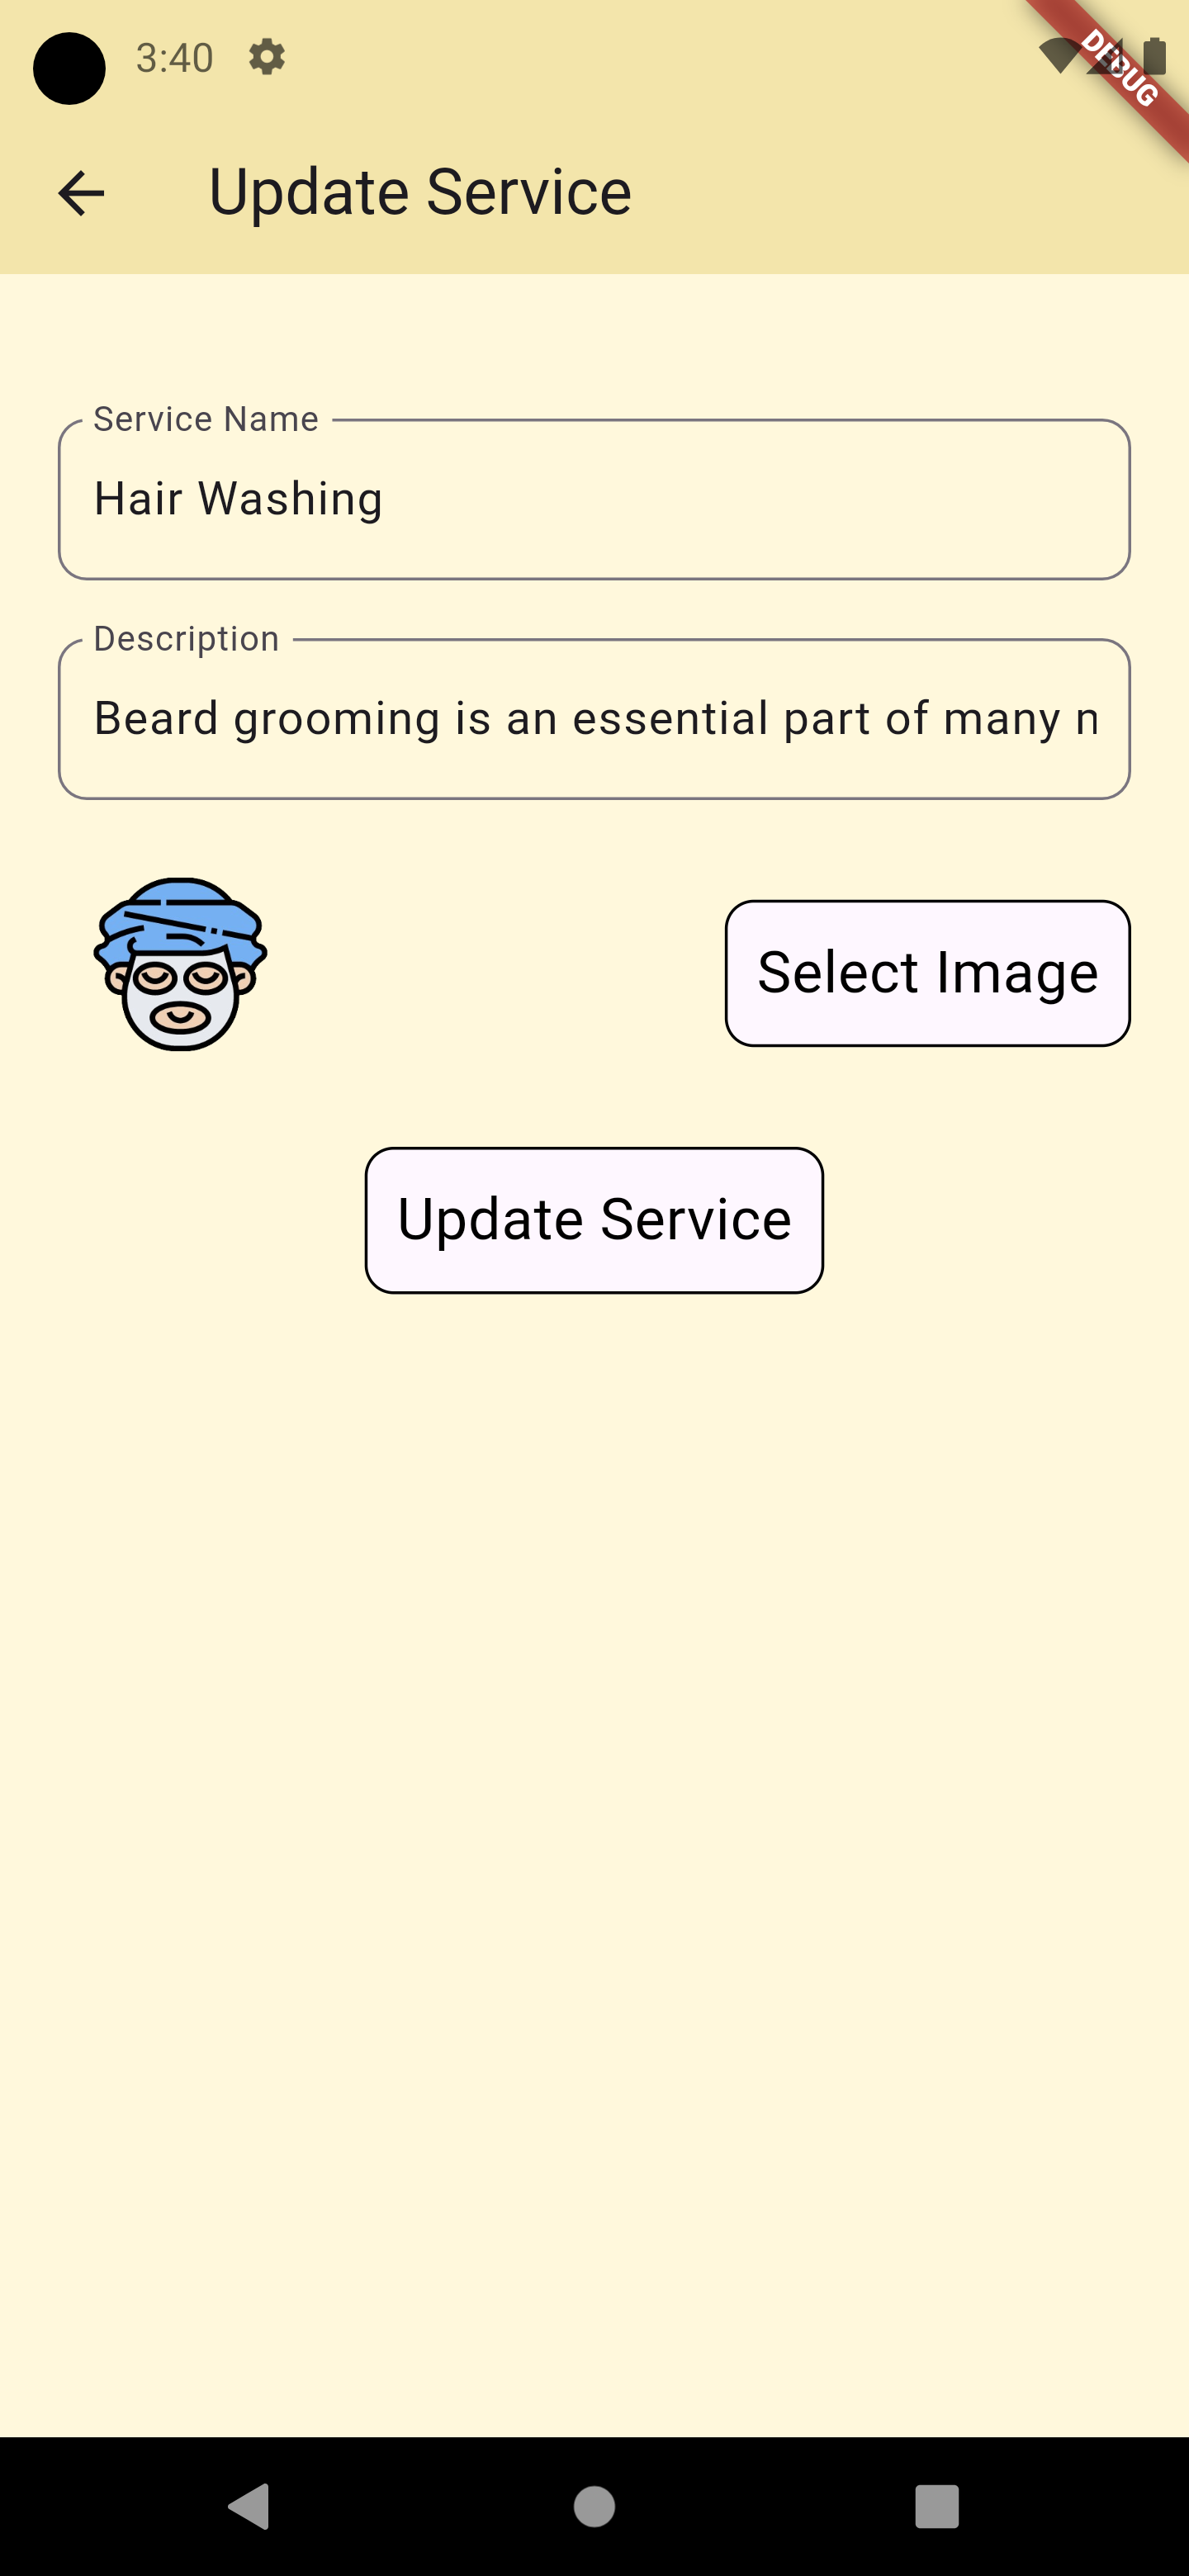 3:40
DEBUG
Update Service
Service Name
Hair Washing
Description
Beard grooming is an essential part of many n
Select Image
Update Service